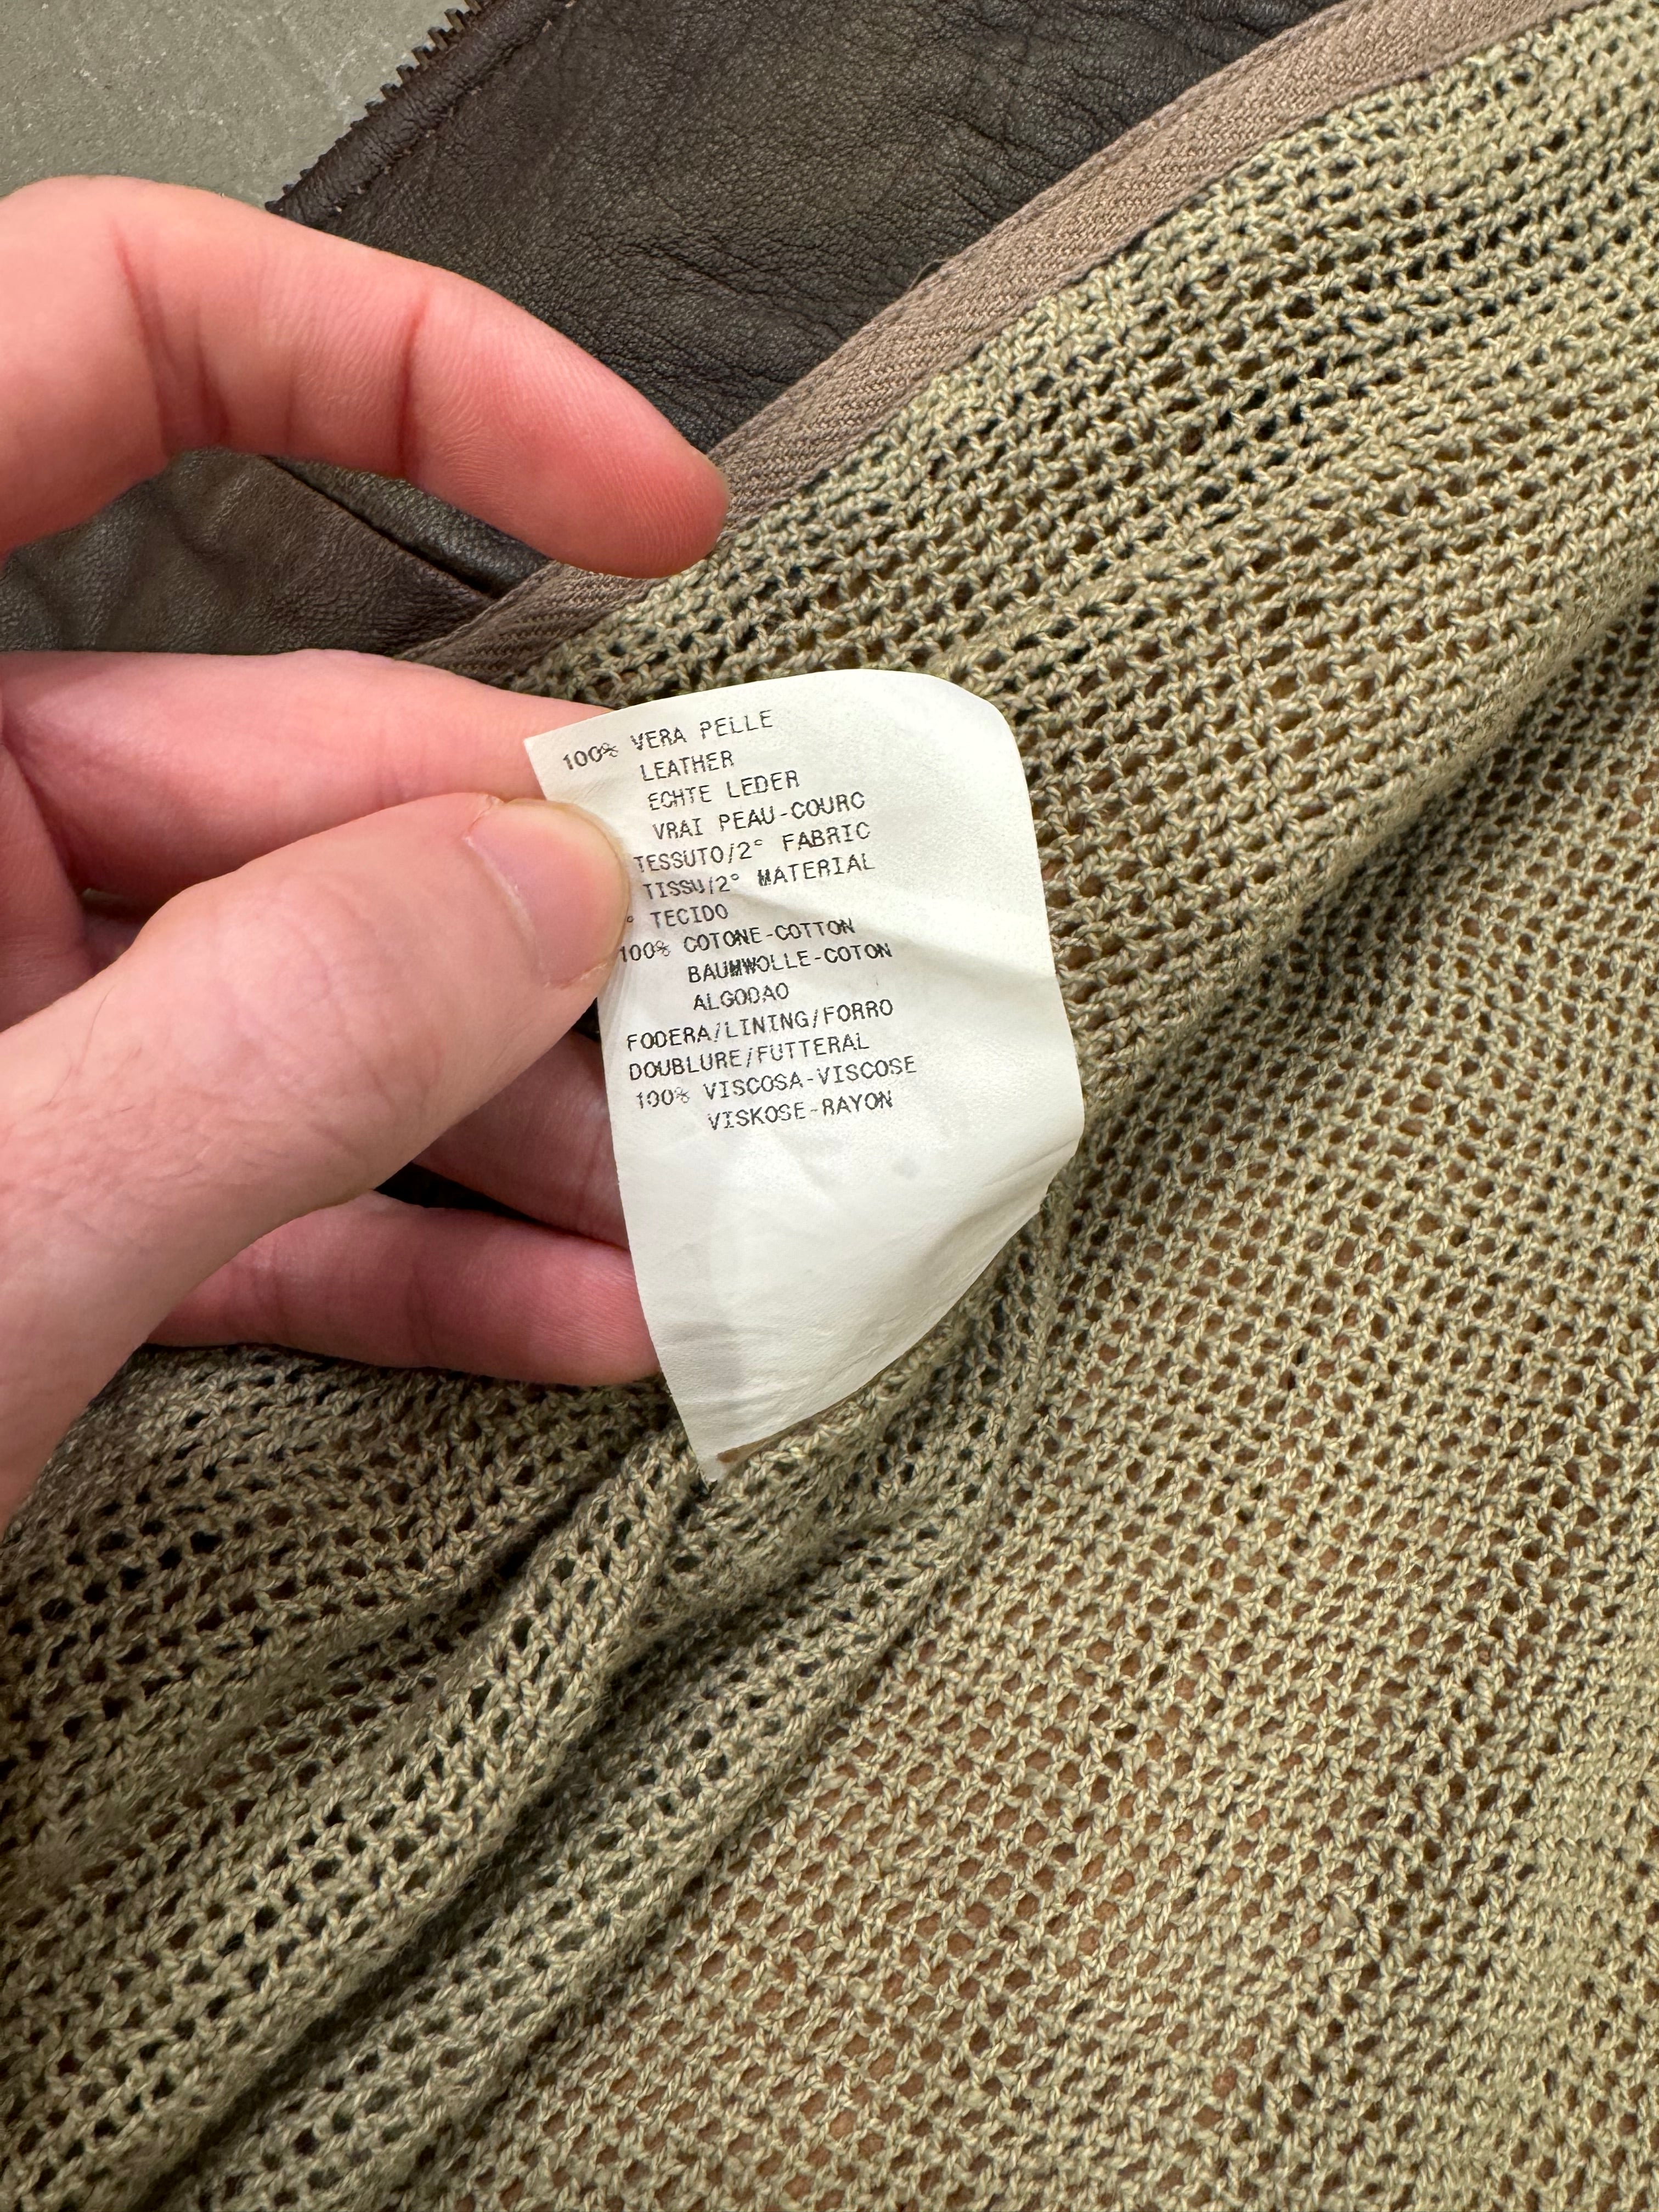 100% VERA PELLE
LEATHER
ECHTE LEDER
VRAI PEAU-COURO
TESSUTO/2° FABRIC
TISSU/2° MATERIAL
° TECIDO
100% COTONE-COTTON
BAUMWOLLE-COTON
ALGODAO
FODERA/LINING/FORRO
DOUBLURE/FUTTERAL
100% VISCOSA-VISCOSE
VISKOSE-RAYON